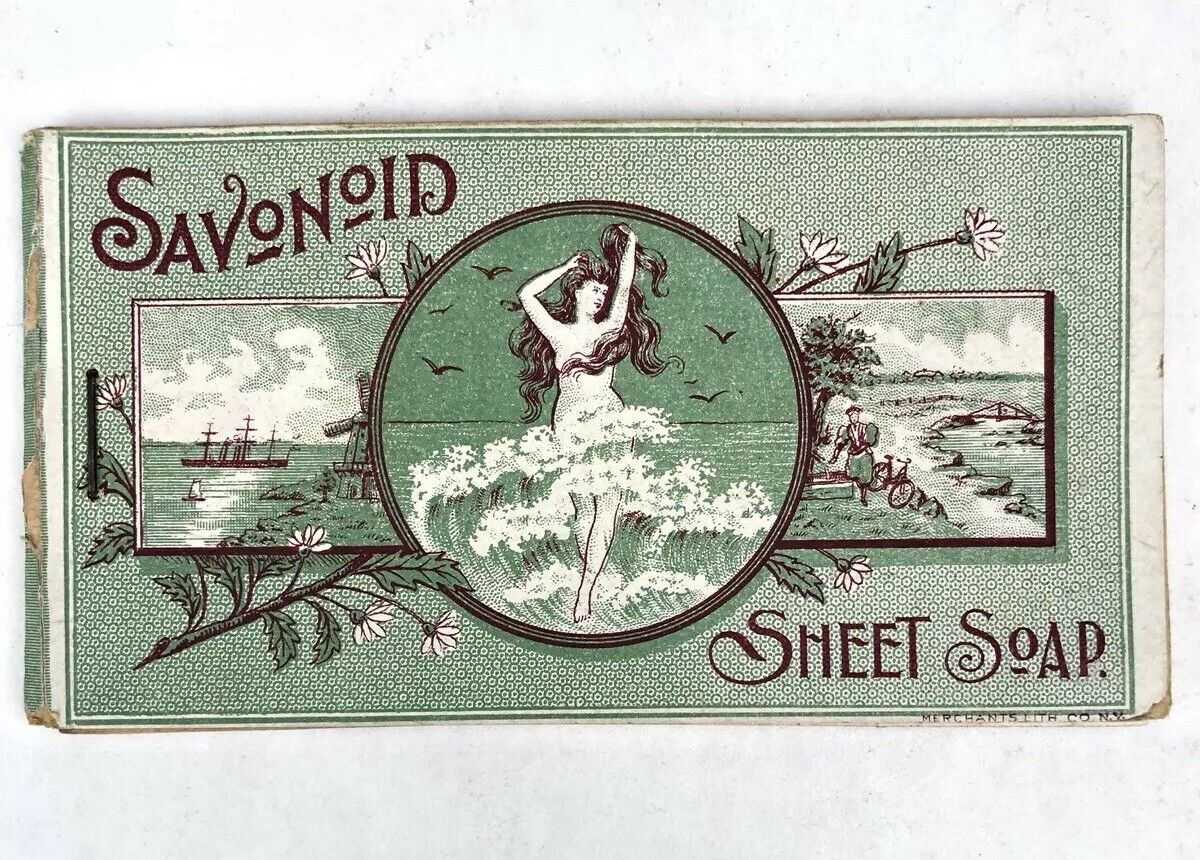 SAVONOID
SHEET SOAP.
MERCHANTS LITH CO. N.Y.